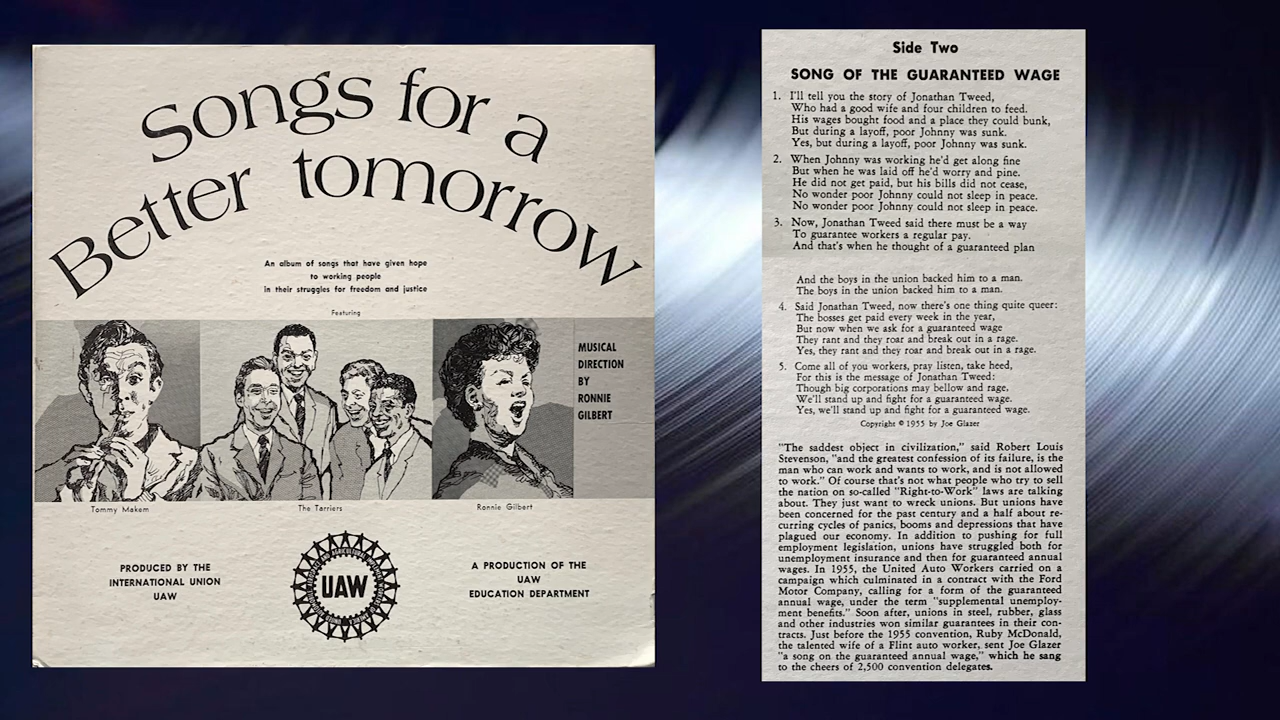 Songs for a
Better tomorrow
An album of songs that have given hope
to working people
in their struggles for freedom and justice
Featuring
MUSICAL
DIRECTION
BY
RONNIE
GILBERT
Tommy Makem
The Tarriers
Ronnie Gilbert
PRODUCED BY THE
INTERNATIONAL UNION
UAW
UAW
A PRODUCTION OF THE
UAW
EDUCATION DEPARTMENT
Side Two
SONG OF THE GUARANTEED WAGE
1. I'll tell you the story of Jonathan Tweed,
Who had a good wife and four children to feed.
His wages bought food and a place they could bunk,
But during a layoff, poor Johnny was sunk.
Yes, but during a layoff, poor Johnny was sunk.
2. When Johnny was working he'd get along fine
But when he was laid off he'd worry and pine.
He did not get paid, but his bills did not cease,
No wonder poor Johnny could not sleep in peace.
No wonder poor Johnny could not sleep in peace.
3. Now, Jonathan Tweed said there must be a way
To guarantee workers a regular pay.
And that's when he thought of a guaranteed plan
And the boys in the union backed him to a man.
The boys in the union backed him to a man.
4. Said Jonathan Tweed, now there's one thing quite queer:
The bosses get paid every week in the year,
But now when we ask for a guaranteed wage
They rant and they roar and break out in a rage.
Yes, they rant and they roar and break out in a rage.
5. Come all of you workers, pray listen, take heed,
For this is the message of Jonathan Tweed:
Though big corporations may bellow and rage.
We'll stand up and fight for a guaranteed wage.
Yes, we'll stand up and fight for a guaranteed wage.
Copyright © 1955 by Joe Glazer
"The saddest object in civilization," said Robert Louis
Stevenson, "and the greatest confession of its failure, is the
man who can work and wants to work, and is not allowed
to work." Of course that's not what people who try to sell
the nation on so-called "Right-to-Work" laws are talking
about. They just want to wreck unions. But unions have
been concerned for the past century and a half about re-
curring cycles of panics, booms and depressions that have
plagued our economy. In addition to pushing for full
employment legislation, unions have struggled both for
unemployment insurance and then for guaranteed annual
wages. In 1955, the United Auto Workers carried on a
campaign which culminated in a contract with the Ford
Motor Company, calling for a form of the guaranteed
annual wage, under the term "supplemental unemploy-
ment benefits." Soon after, unions in steel, rubber, glass
and other industries won similar guarantees in their con-
tracts. Just before the 1955 convention, Ruby McDonald,
the talented wife of a Flint auto worker, sent Joe Glazer
"a song on the guaranteed annual wage," which he sang
to the cheers of 2,500 convention delegates.